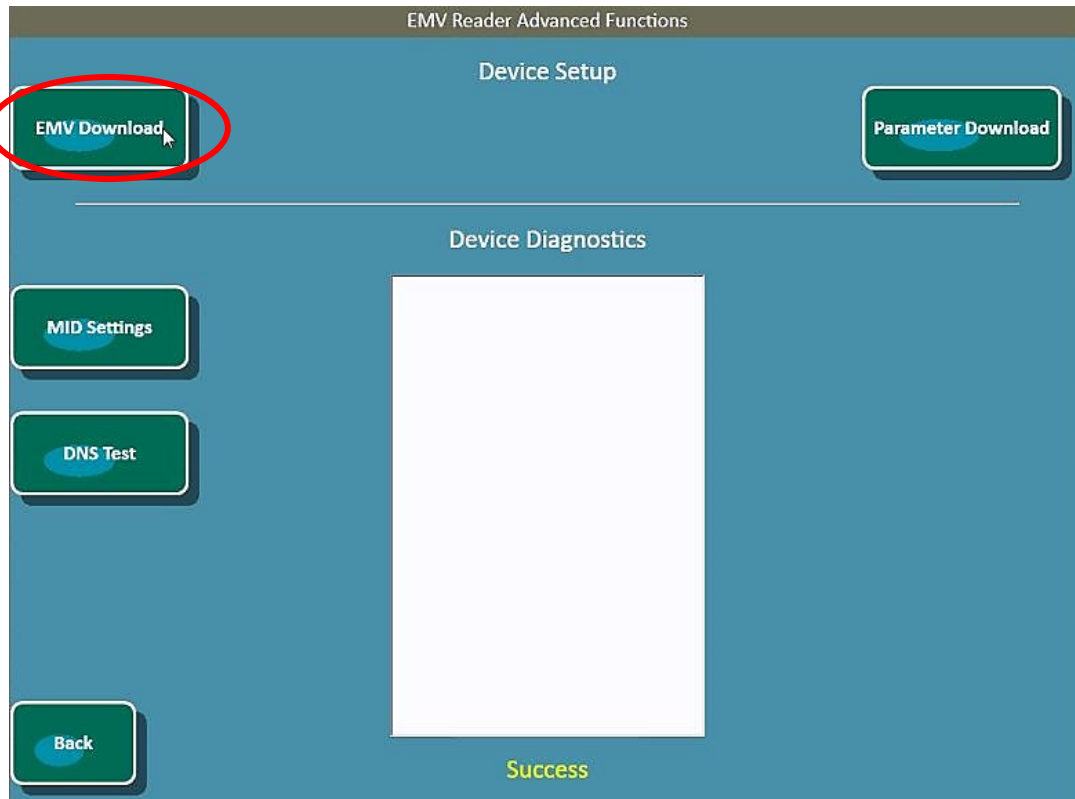 EMV Reader Advanced Functions
Device Setup
EMV Download
Parameter Download
Device Diagnostics
MID Settings
DNS Test
Back
Success